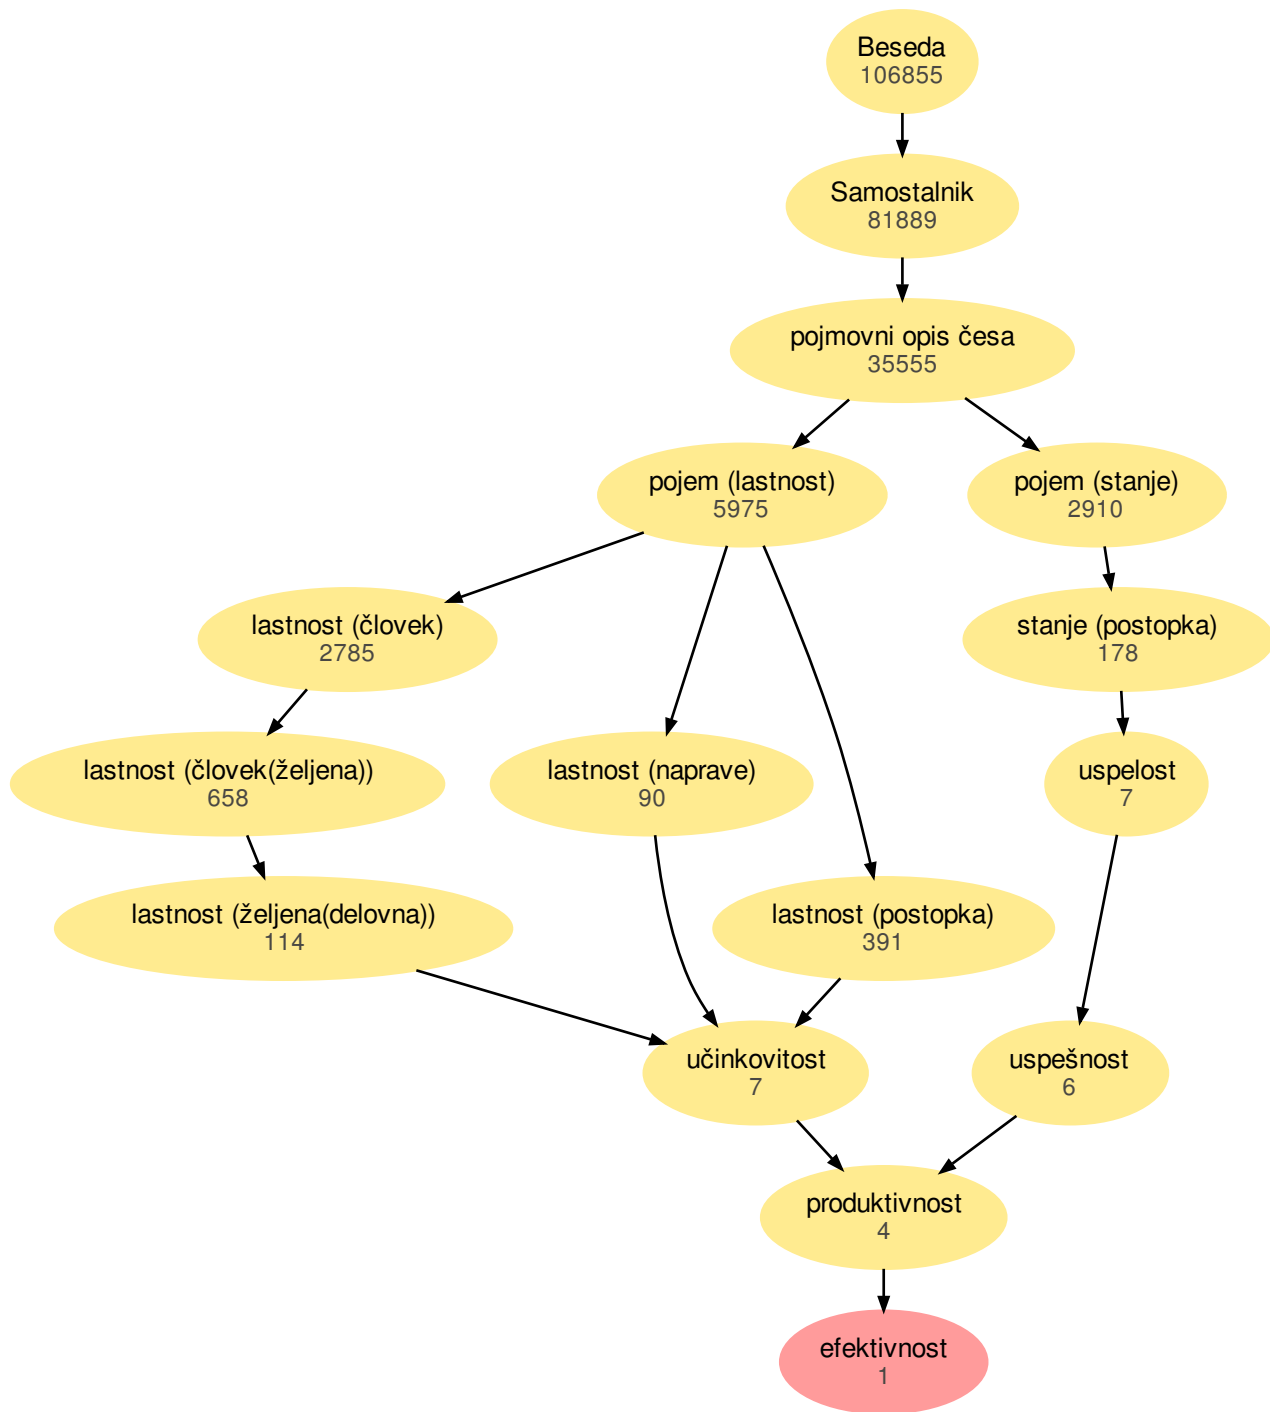 Beseda
106855
Samostalnik
81889
pojmovni opis česa
35555
pojem (lastnost)
5975
pojem (stanje)
2910
lastnost (človek)
2785
stanje (postopka)
178
lastnost (človek(željena))
658
lastnost (naprave)
90
uspelost
7
lastnost (željena(delovna))
114
lastnost (postopka)
391
učinkovitost
7
uspešnost
6
produktivnost
4
efektivnost
1